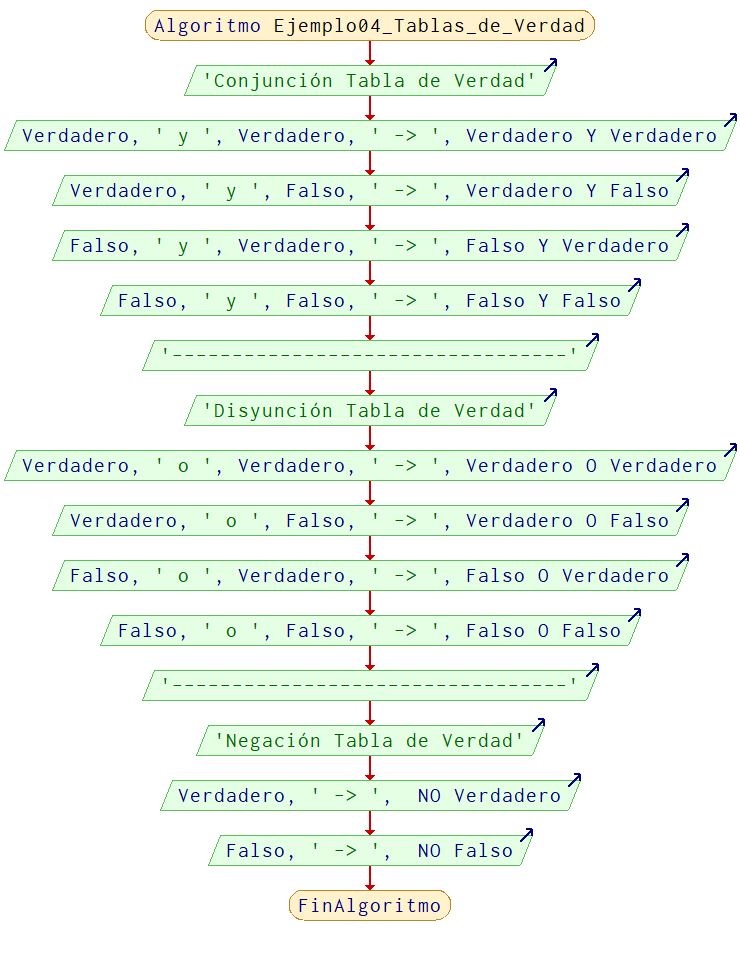 Algoritmo Ejemplo04_Tablas_de_Verdad
'Conjunción Tabla de Verdad'
Verdadero, ' y ', Verdadero, ' -> ', Verdadero Y Verdadero
Verdadero, ' y ', Falso, ' -> ', Verdadero Y Falso
Falso, ' y ', Verdadero, ' -> ', Falso Y Verdadero
Falso, ' y ', Falso, ' -> ', Falso Y Falso
'---------------------------------'
'Disyunción Tabla de Verdad'
Verdadero, ' o ', Verdadero, ' -> ', Verdadero O Verdadero
Verdadero, ' o ', Falso, ' -> ', Verdadero O Falso
Falso, ' o ', Verdadero, ' -> ', Falso O Verdadero
Falso, ' o ', Falso, ' -> ', Falso O Falso
'---------------------------------'
'Negación Tabla de Verdad'
Verdadero, ' -> ',  NO Verdadero
Falso, ' -> ',  NO Falso
FinAlgoritmo